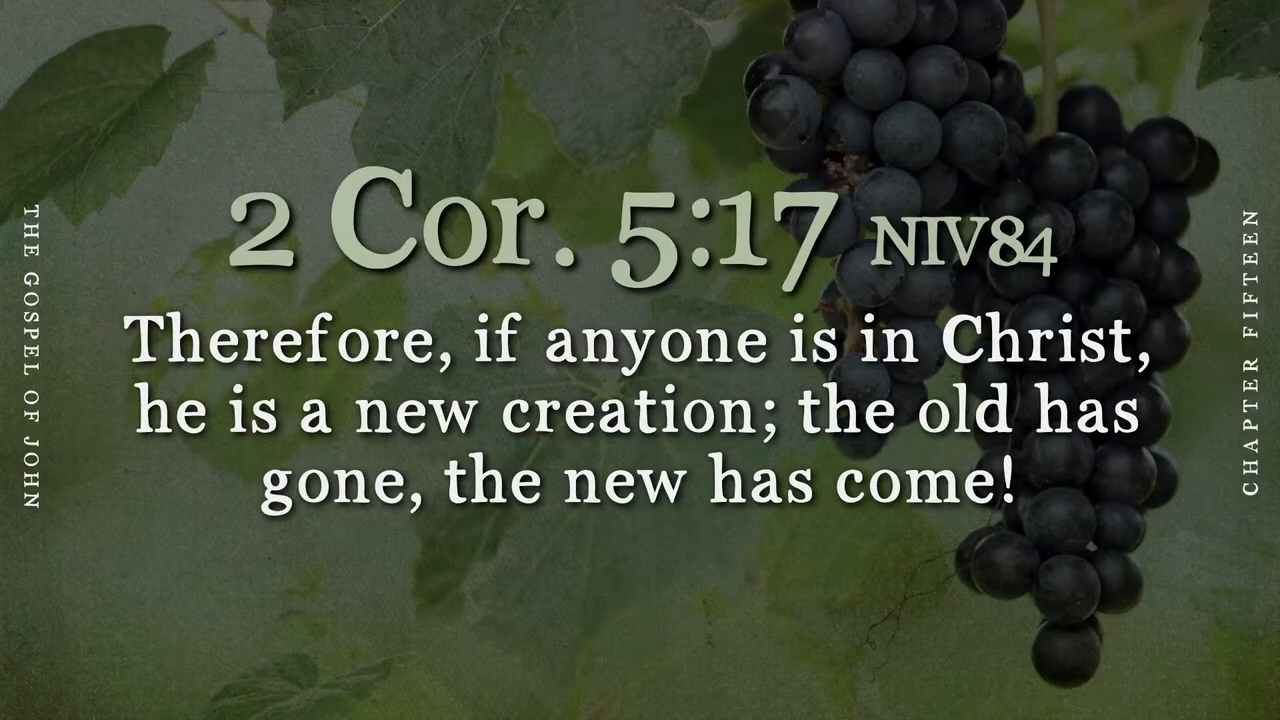 THE GOSPEL OF JOHN
2 Cor. 5:17 NIV84
Therefore, if anyone is in Christ,
he is a new creation; the old has
gone, the new has come!
CHAPTER FIFTEEN